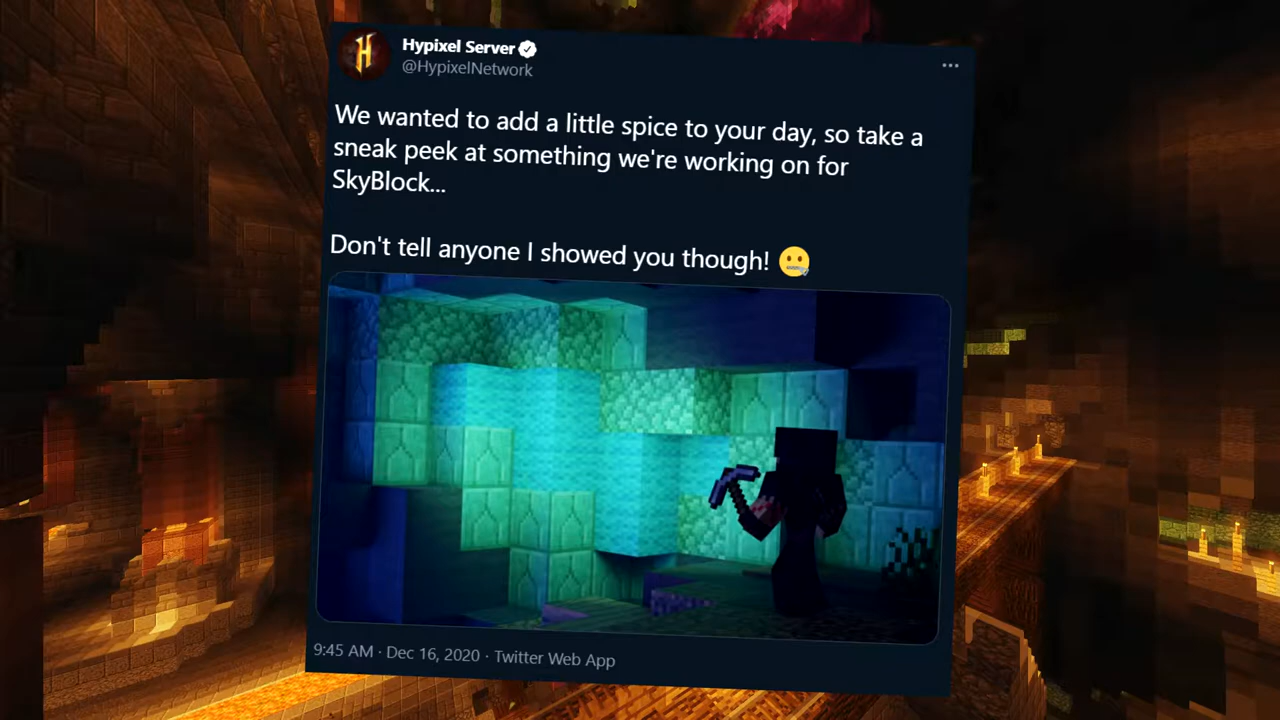 Hypixel Server
@HypixelNetwork
We wanted to add a little spice to your day, so take a
sneak peek at something we're working on for
SkyBlock...
Don't tell anyone I showed you though! 🤐
9:45 AM · Dec 16, 2020 · Twitter Web App